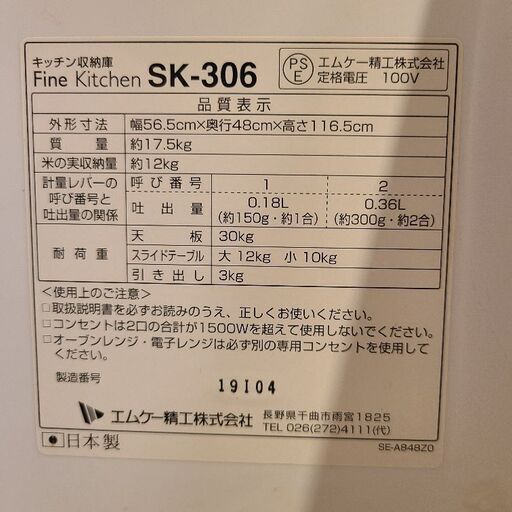 キッチン収納庫
Fine Kitchen SK-306
PSE
エムケー精工株式会社
定格電圧 100V
品質表示
外形寸法 幅56.5cm×奥行48cm×高さ116.5cm
質量 約17.5kg
米の実収納量 約12kg
計量レバーの呼び番号と吐出量の関係
呼び番号 1 2
吐出量 0.18L 0.36L
(約150g・約1合) (約300g・約2合)
耐荷重
天板 30kg
スライドテーブル 大 12kg 小 10kg
引き出し 3kg
<使用上のご注意>
□取扱説明書を必ずお読みのうえ、正しくお使いください。
□コンセントは2口の合計が1500Wを超えて使用しないでください。
□オーブンレンジ・電子レンジは必ず別の専用コンセントを使用して
ください。
製造番号 19I04
エムケー精工株式会社
長野県千曲市雨宮1825
TEL 026(272)4111(代)
日本製
SE-A848Z0